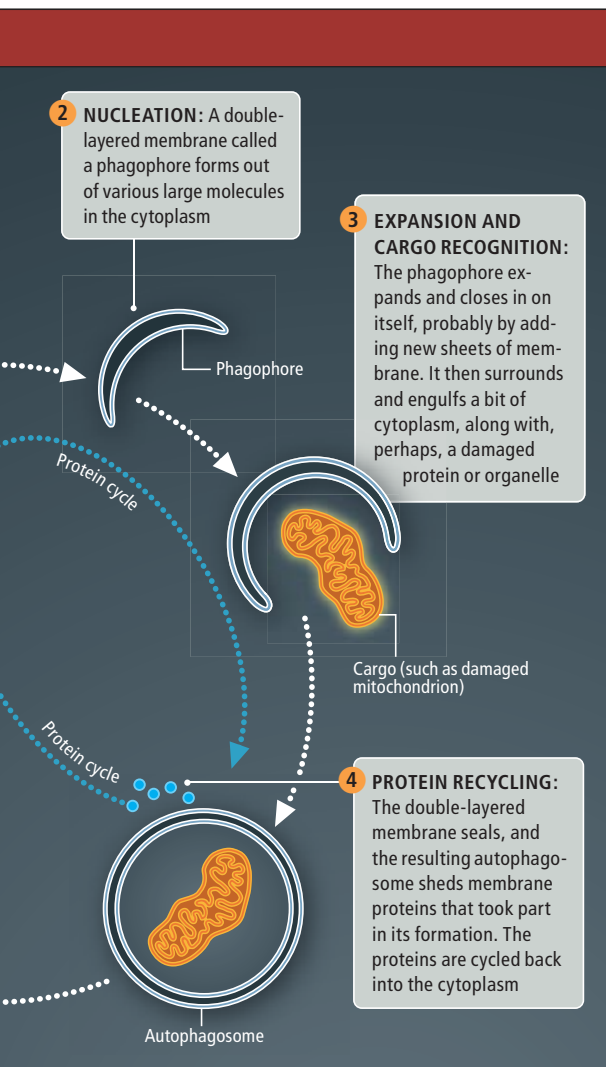 2 NUCLEATION: A double-
layered membrane called
a phagophore forms out
of various large molecules
in the cytoplasm
3 EXPANSION AND
CARGO RECOGNITION:
The phagophore ex-
pands and closes in on
itself, probably by add-
ing new sheets of mem-
brane. It then surrounds
and engulfs a bit of
cytoplasm, along with,
perhaps, a damaged
protein or organelle
Phagophore
Protein cycle
Cargo (such as damaged
mitochondrion)
Protein cycle
4 PROTEIN RECYCLING:
The double-layered
membrane seals, and
the resulting autophago-
some sheds membrane
proteins that took part
in its formation. The
proteins are cycled back
into the cytoplasm
Autophagosome